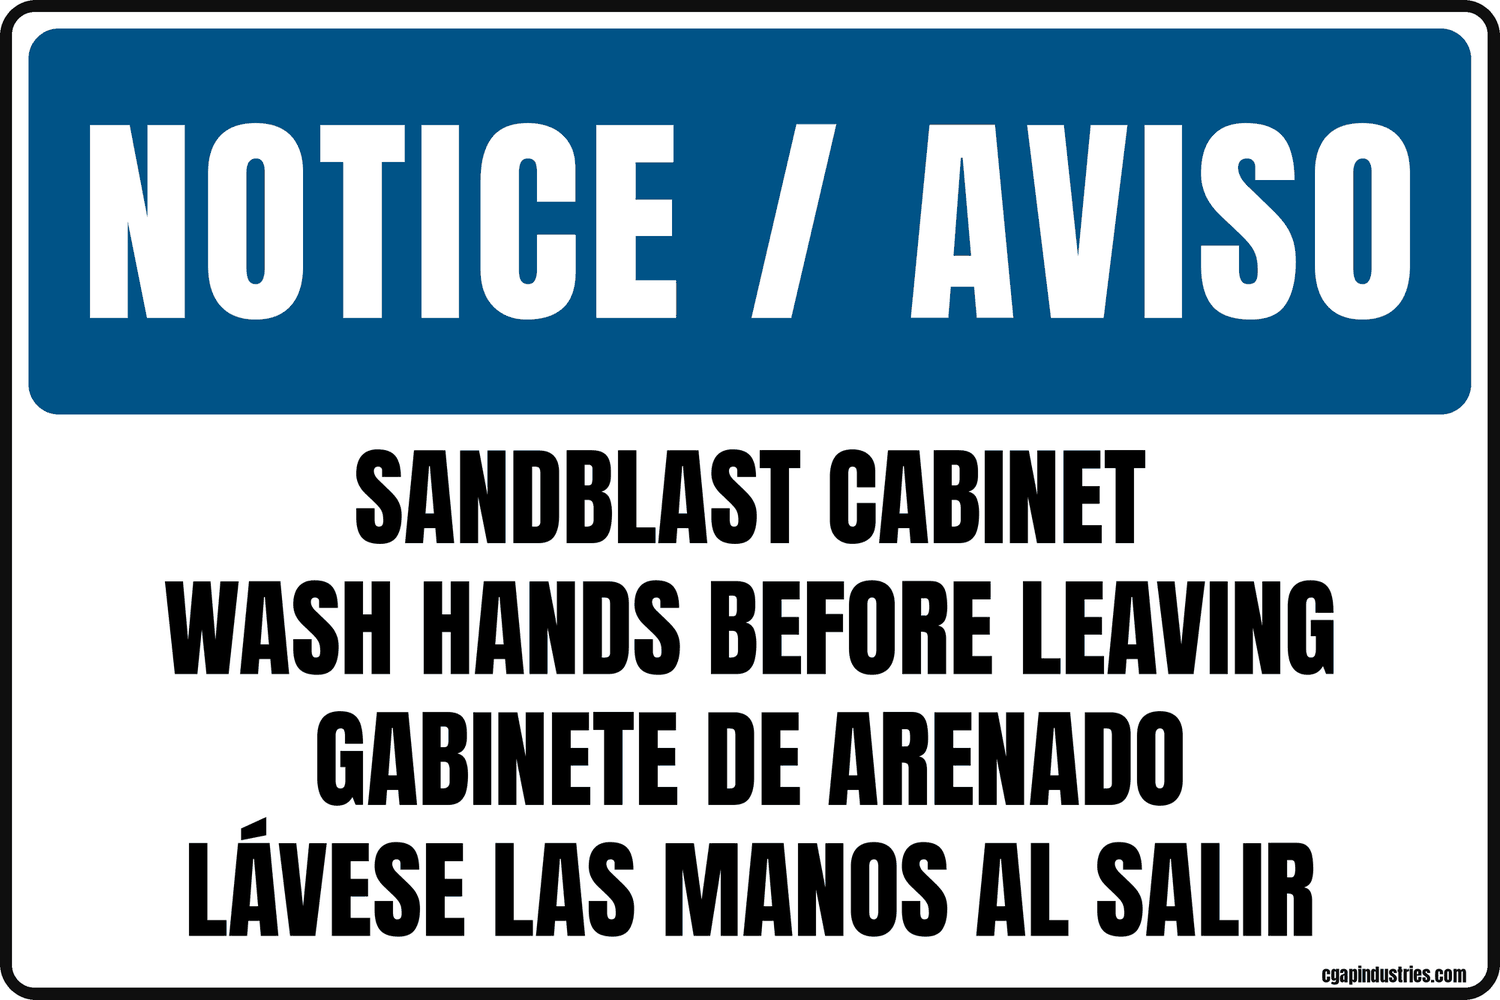 NOTICE / AVISO
SANDBLAST CABINET
WASH HANDS BEFORE LEAVING
GABINETE DE ARENADO
LÁVESE LAS MANOS AL SALIR
cgapindustries.com